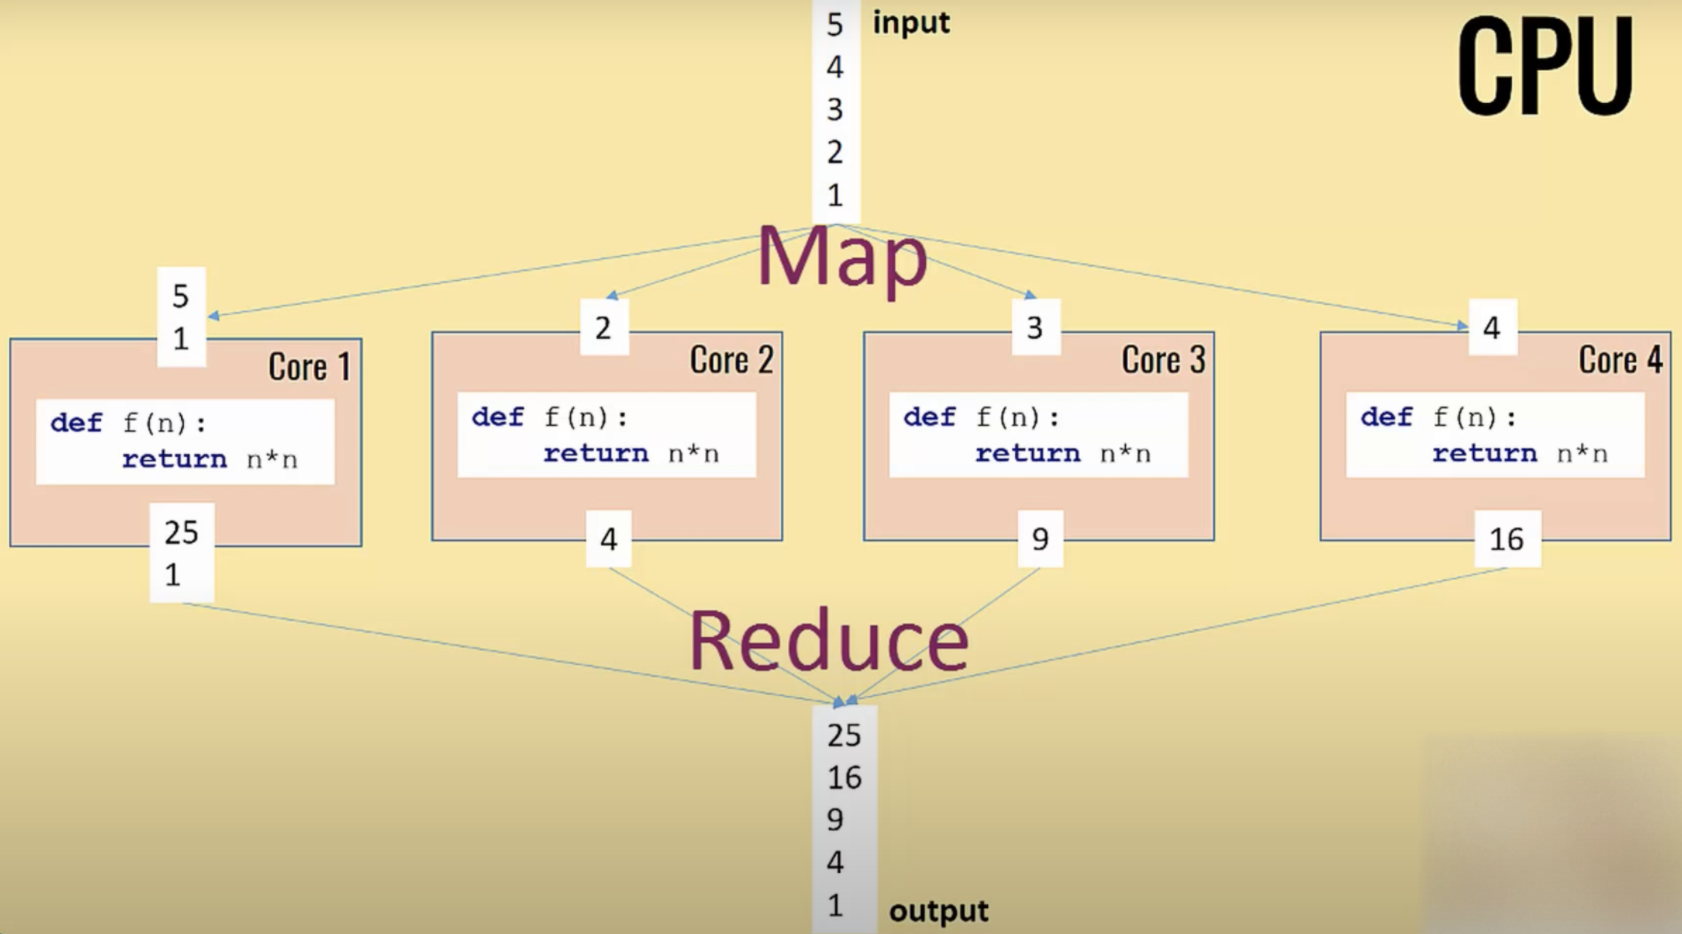 5 input
4
3
2
1
CPU
Map
5
1
Core 1
def f(n):
return n*n
25
1
2
Core 2
def f(n):
return n*n
4
3
Core 3
def f(n):
return n*n
9
4
Core 4
def f(n):
return n*n
16
Reduce
25
16
9
4
1 output